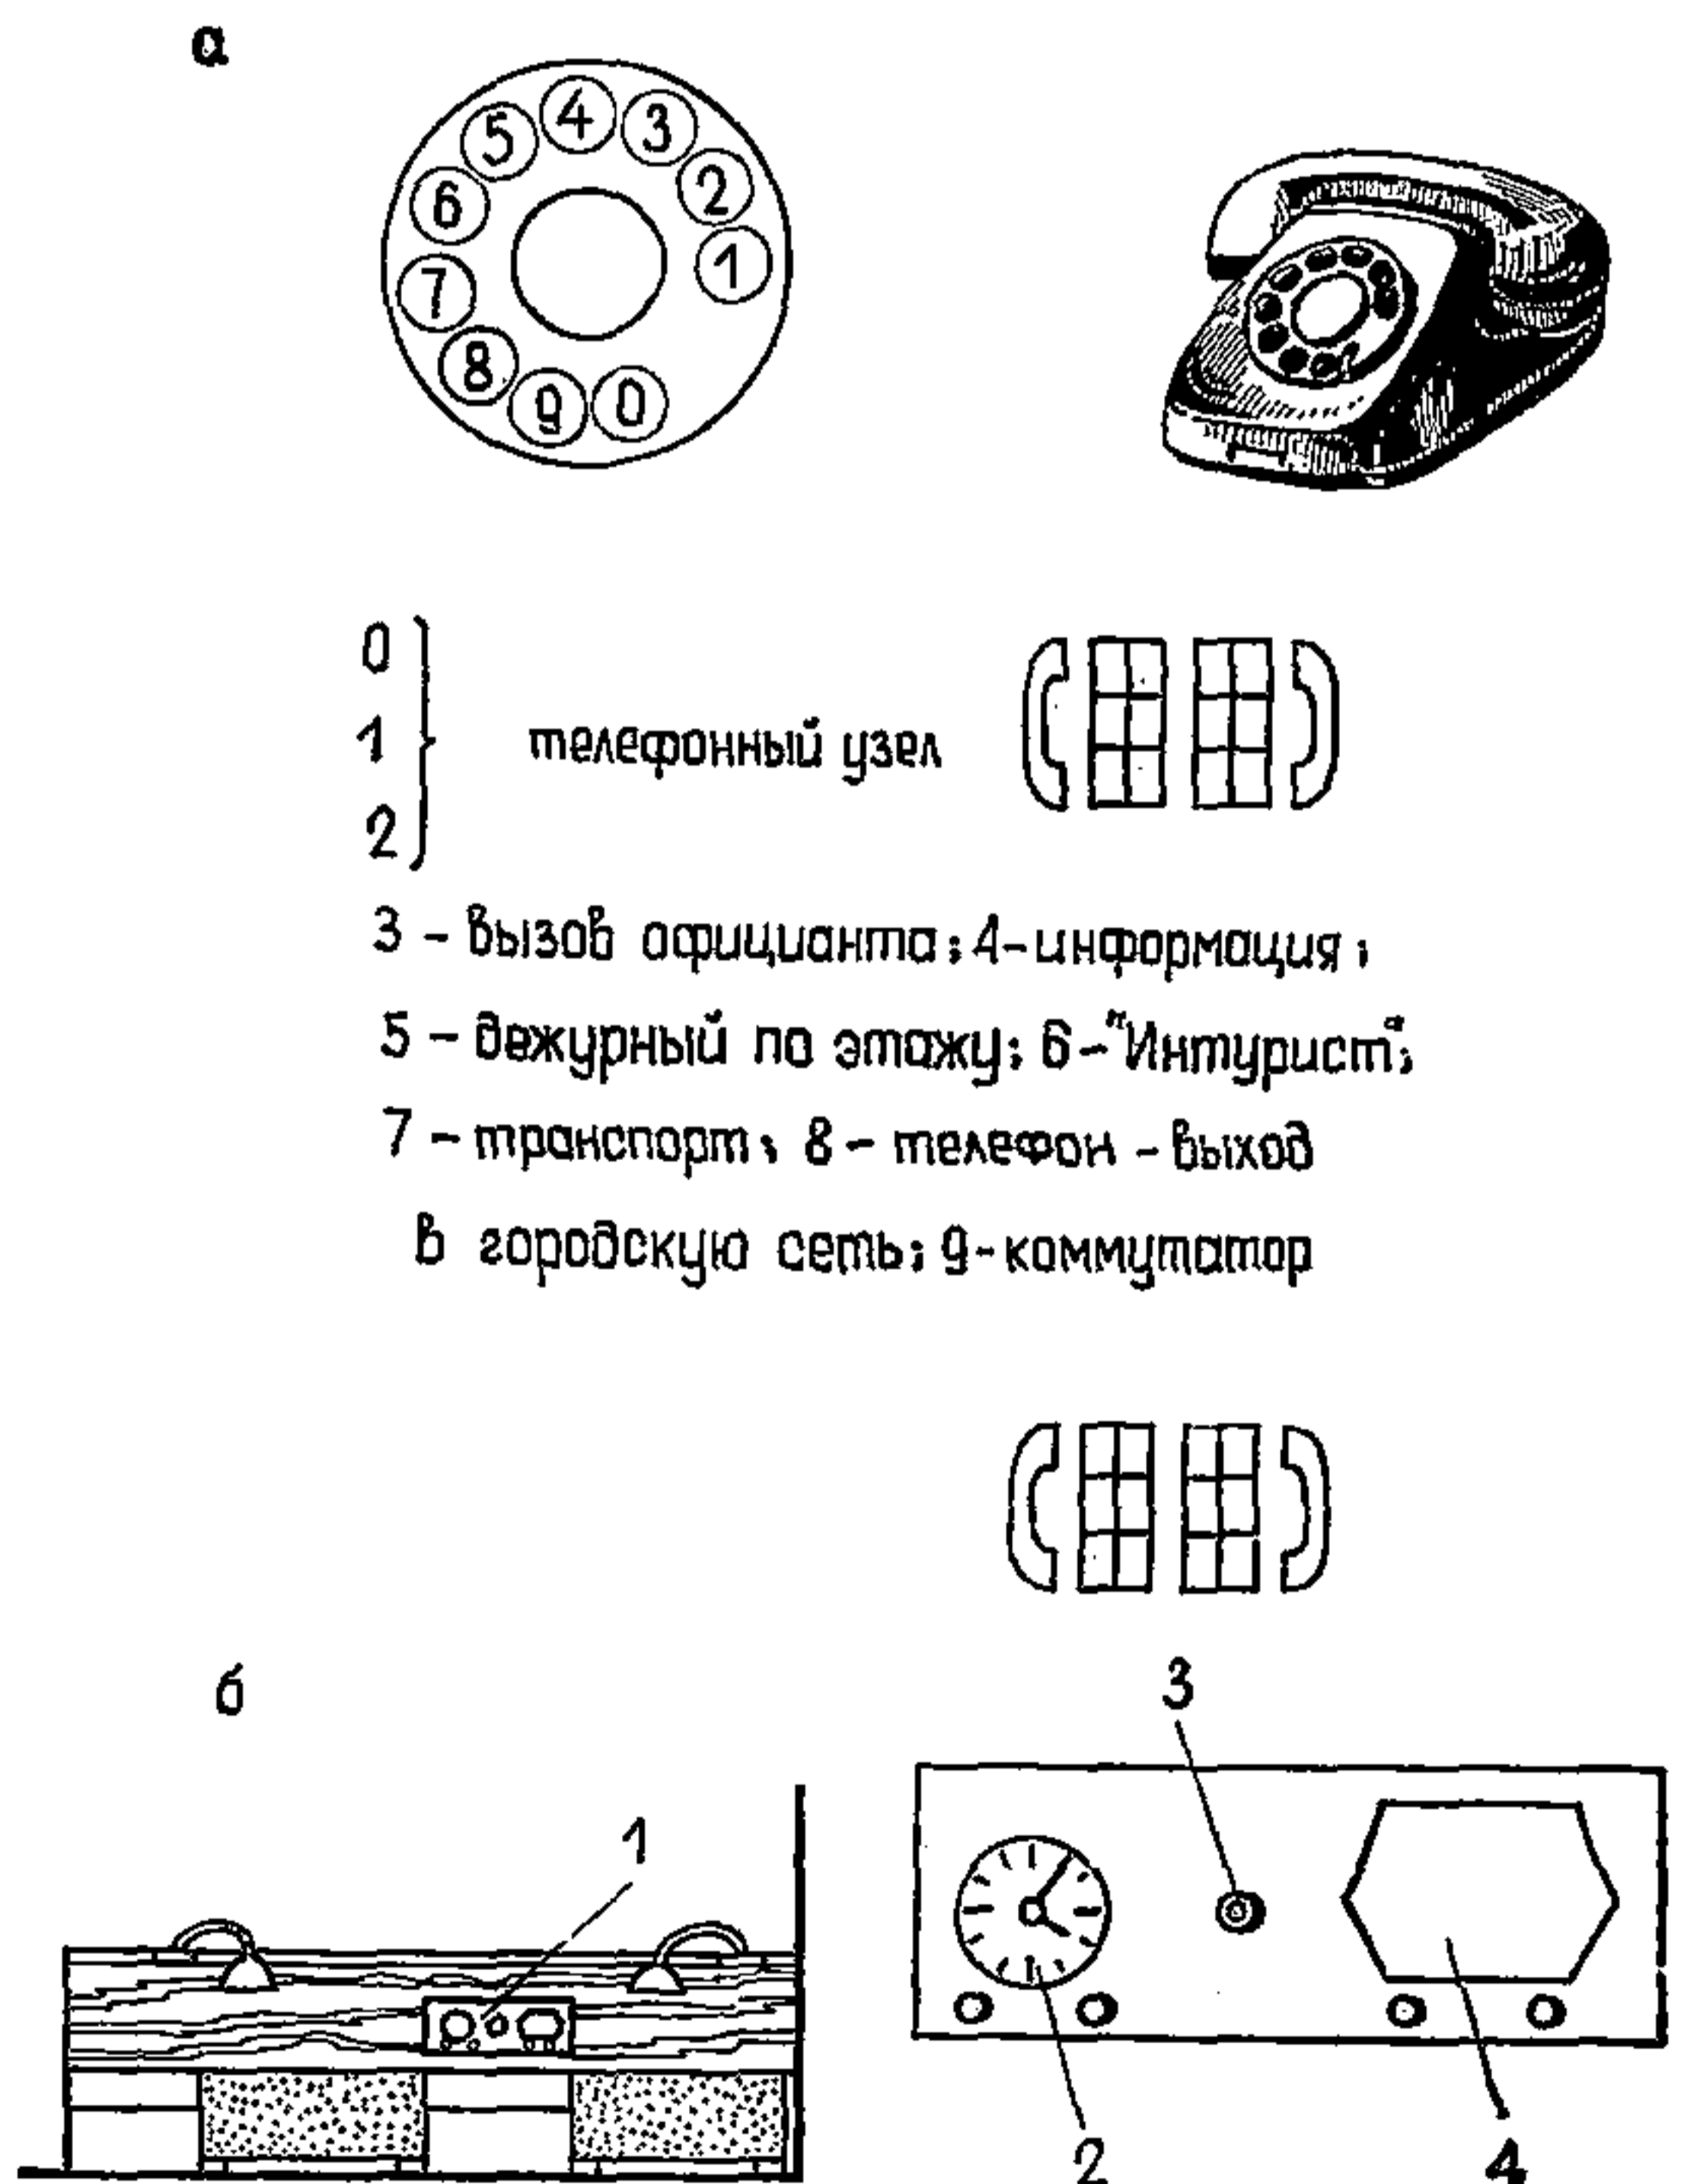 а
4
3
5
2
6
1
7
8
9
0
0
1
2
телефонный узел
3 - вызов официанта; 4-информация;
5 - дежурный по этажу; 6-"Интурист";
7 - транспорт; 8 - телефон - выход
в городскую сеть; 9-коммутатор
б
3
1
2
4